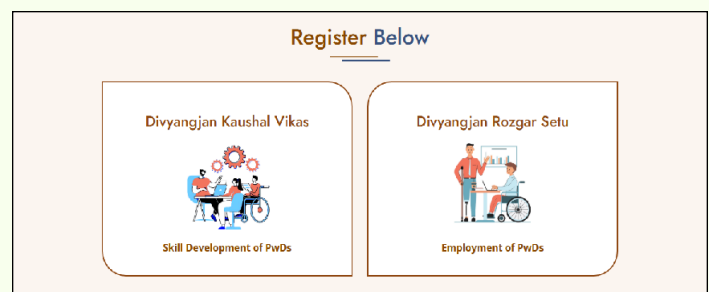 Register Below
Divyangjan Kaushal Vikas
Skill Development of PwDs
Divyangjan Rozgar Setu
Employment of PwDs